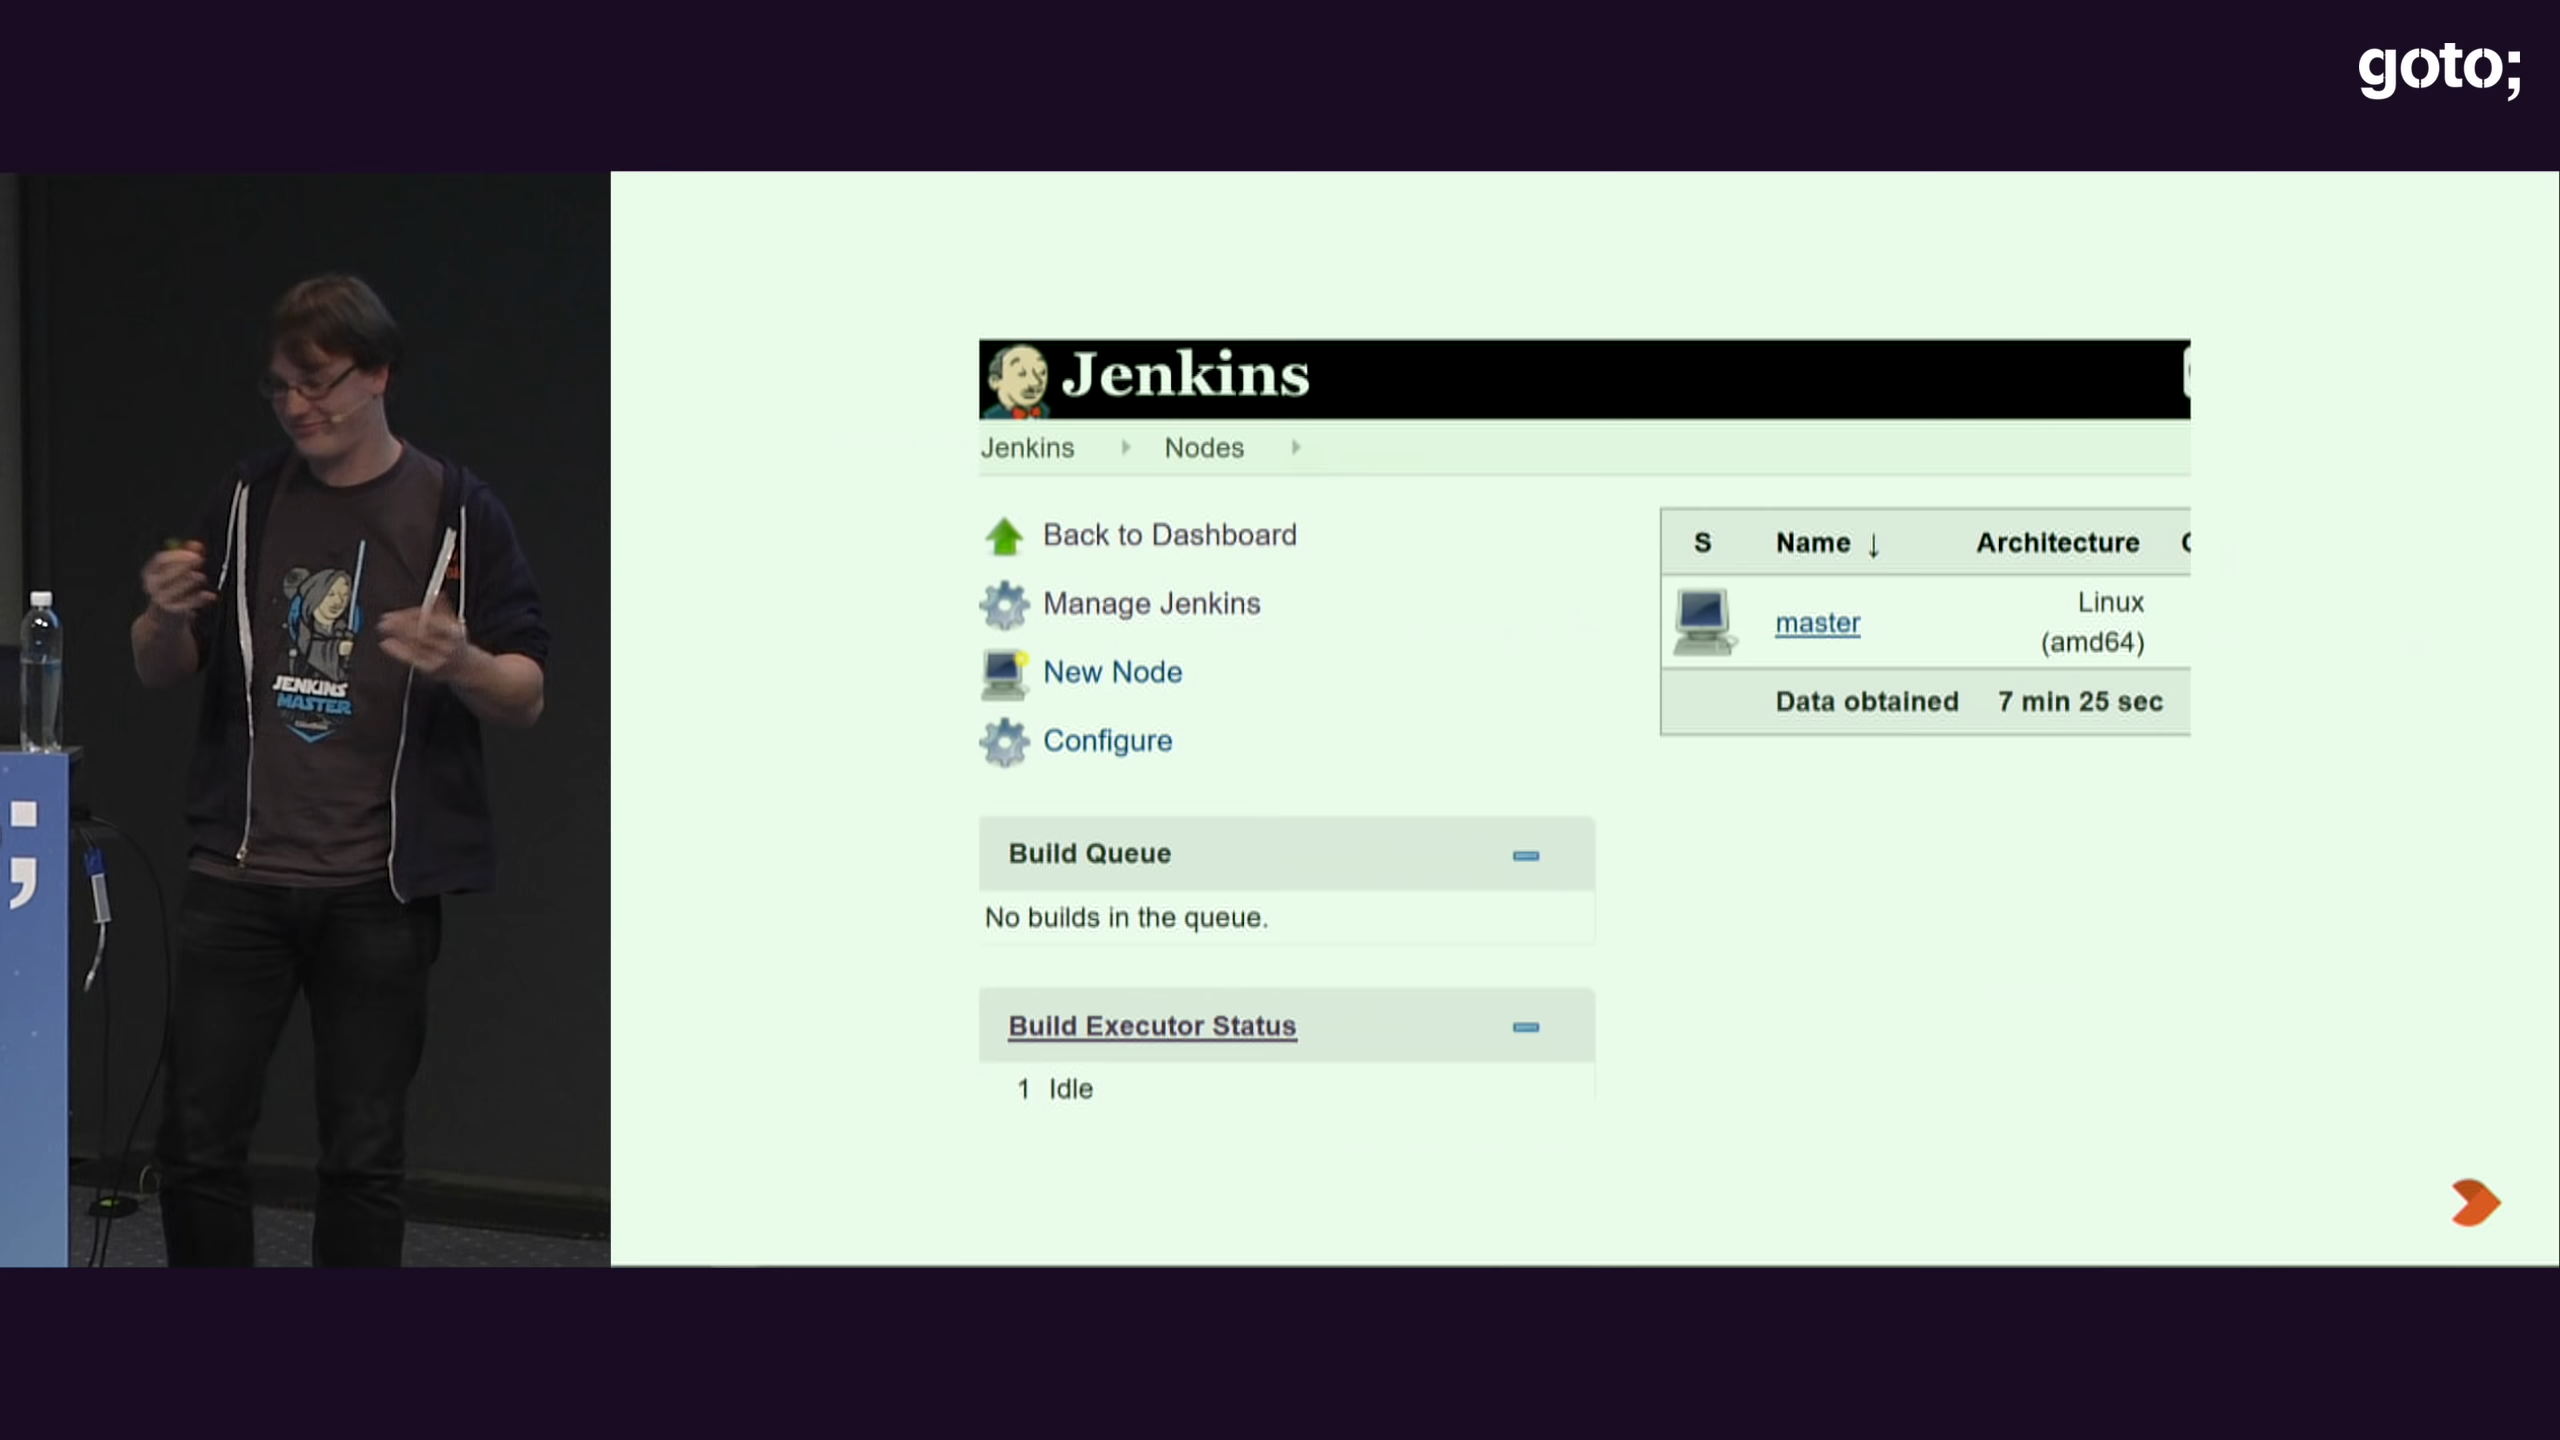 goto;
Jenkins
Jenkins Nodes
Back to Dashboard
Manage Jenkins
New Node
Configure
S Name ↓ Architecture
master Linux
(amd64)
Data obtained 7 min 25 sec
Build Queue
No builds in the queue.
Build Executor Status
1 Idle
JENKINS
MASTER
;